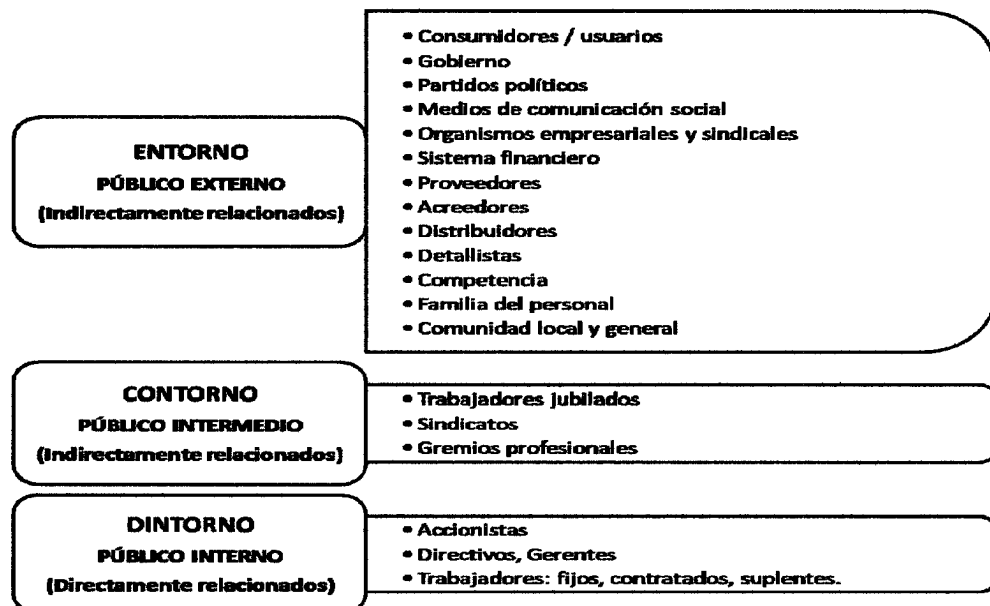 ENTORNO
PÚBLICO EXTERNO
(Indirectamente relacionados)
• Consumidores / usuarios
• Gobierno
• Partidos políticos
• Medios de comunicación social
• Organismos empresariales y sindicales
• Sistema financiero
• Proveedores
• Acreedores
• Distribuidores
• Detallistas
• Competencia
• Familia del personal
• Comunidad local y general
CONTORNO
PÚBLICO INTERMEDIO
(Indirectamente relacionados)
• Trabajadores jubilados
• Sindicatos
• Gremios profesionales
DINTORNO
PÚBLICO INTERNO
(Directamente relacionados)
• Accionistas
• Directivos, Gerentes
• Trabajadores: fijos, contratados, suplentes.